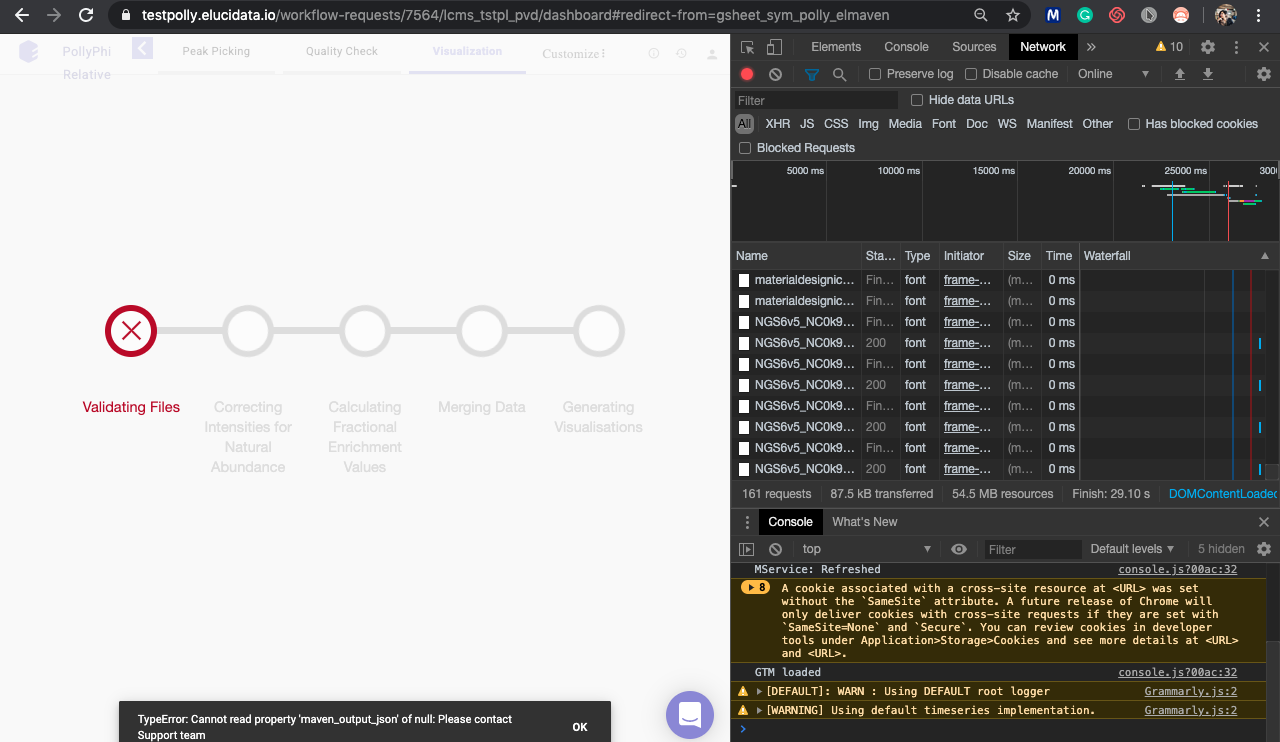 testpolly.elucidata.io/workflow-requests/7564/lcms_tstpl_pvd/dashboard#redirect-from=gsheet_sym_polly_elmaven
PollyPhi
Relative
Peak Picking
Quality Check
Visualization
Customize
Validating Files
Correcting
Intensities for
Natural
Abundance
Calculating
Fractional
Enrichment
Values
Merging Data
Generating
Visualisations
TypeError: Cannot read property 'maven_output_json' of null: Please contact
Support team
OK
Elements Console Sources Network » 10
Preserve log Disable cache Online
Filter Hide data URLs
All XHR JS CSS Img Media Font Doc WS Manifest Other Has blocked cookies
Blocked Requests
5000 ms 10000 ms 15000 ms 20000 ms 25000 ms 3000
Name Sta... Type Initiator Size Time Waterfall
materialdesignic... Fin... font frame-... (m... 0 ms
materialdesignic... Fin... font frame-... (m... 0 ms
NGS6v5_NC0k9... Fin... font frame-... (m... 0 ms
NGS6v5_NC0k9... 200 font frame-... (m... 0 ms
NGS6v5_NC0k9... Fin... font frame-... (m... 0 ms
NGS6v5_NC0k9... 200 font frame-... (m... 0 ms
NGS6v5_NC0k9... Fin... font frame-... (m... 0 ms
NGS6v5_NC0k9... 200 font frame-... (m... 0 ms
NGS6v5_NC0k9... Fin... font frame-... (m... 0 ms
NGS6v5_NC0k9... 200 font frame-... (m... 0 ms
161 requests 87.5 kB transferred 54.5 MB resources Finish: 29.10 s DOMContentLoaded
Console What's New
top Filter Default levels 5 hidden
MService: Refreshed console.js?00ac:32
8 A cookie associated with a cross-site resource at <URL> was set
without the `SameSite` attribute. A future release of Chrome will
only deliver cookies with cross-site requests if they are set with
`SameSite=None` and `Secure`. You can review cookies in developer
tools under Application>Storage>Cookies and see more details at <URL>
and <URL>.
GTM loaded console.js?00ac:32
[DEFAULT]: WARN : Using DEFAULT root logger Grammarly.js:2
[WARNING] Using default timeseries implementation. Grammarly.js:2